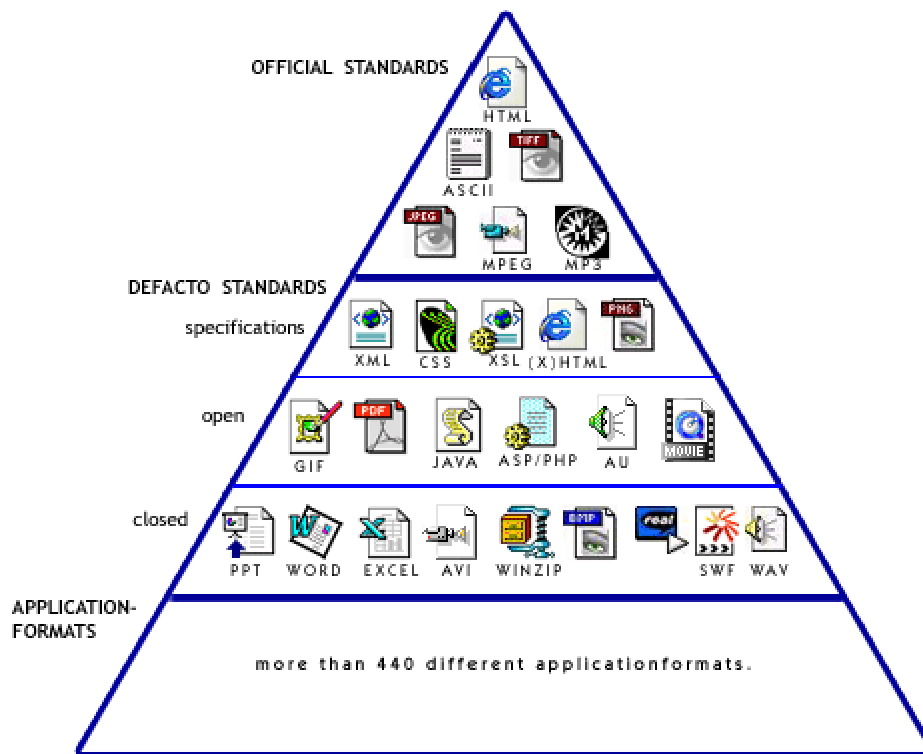 OFFICIAL STANDARDS
HTML
TIFF
ASCII
JPEG
MPEG
MP3
DEFACTO STANDARDS
specifications
XML
CSS
XSL
(X)HTML
PNG
open
GIF
PDF
JAVA
ASP/PHP
AU
MOVIE
closed
PPT
WORD
EXCEL
AVI
WINZIP
BMP
real
SWF
WAV
APPLICATION-
FORMATS
more than 440 different applicationformats.